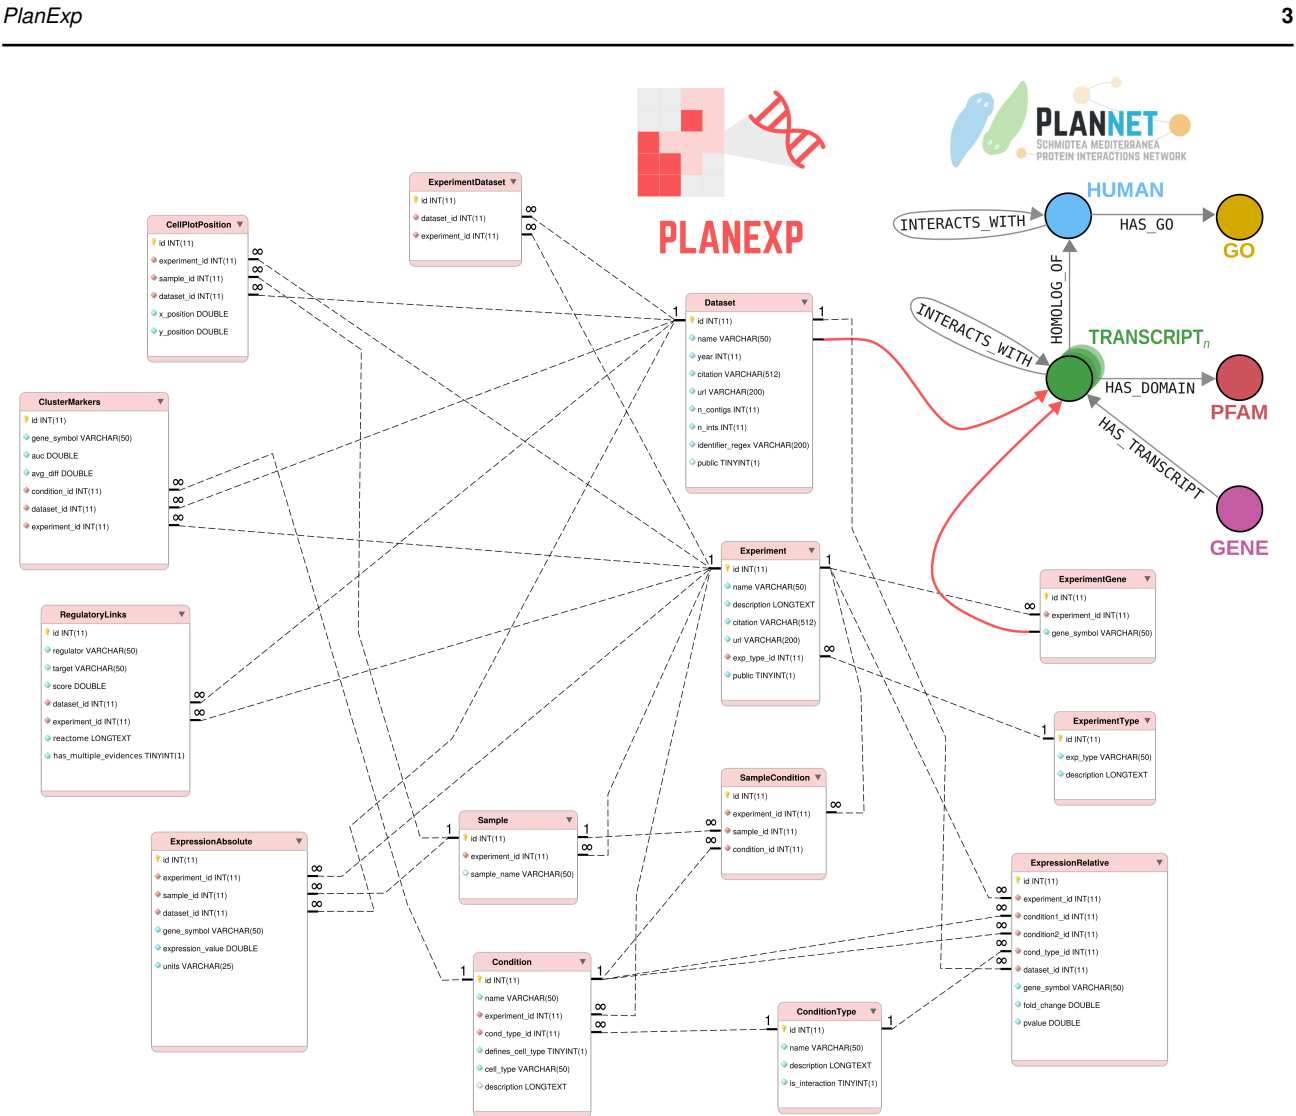 PlanExp
3
PLANEXP
PLANNET
SCHMIDTEA MEDITERRANEA
PROTEIN INTERACTIONS NETWORK
HUMAN
INTERACTS_WITH
HAS_GO
GO
HOMOLOG_OF
INTERACTS_WITH
TRANSCRIPTn
HAS_DOMAIN
PFAM
HAS_TRANSCRIPT
GENE
ExperimentDataset
id INT(11)
dataset_id INT(11)
experiment_id INT(11)
∞
∞
CellPlotPosition
id INT(11)
experiment_id INT(11)
sample_id INT(11)
dataset_id INT(11)
x_position DOUBLE
y_position DOUBLE
∞
∞
∞
Dataset
id INT(11)
name VARCHAR(50)
year INT(11)
citation VARCHAR(512)
url VARCHAR(200)
n_contigs INT(11)
n_ints INT(11)
identifier_regex VARCHAR(200)
public TINYINT(1)
1
1
ClusterMarkers
id INT(11)
gene_symbol VARCHAR(50)
auc DOUBLE
avg_diff DOUBLE
condition_id INT(11)
dataset_id INT(11)
experiment_id INT(11)
∞
∞
∞
Experiment
id INT(11)
name VARCHAR(50)
description LONGTEXT
citation VARCHAR(512)
url VARCHAR(200)
exp_type_id INT(11)
public TINYINT(1)
1
1
∞
ExperimentGene
id INT(11)
experiment_id INT(11)
gene_symbol VARCHAR(50)
∞
RegulatoryLinks
id INT(11)
regulator VARCHAR(50)
target VARCHAR(50)
score DOUBLE
dataset_id INT(11)
experiment_id INT(11)
reactome LONGTEXT
has_multiple_evidences TINYINT(1)
∞
∞
ExperimentType
id INT(11)
exp_type VARCHAR(50)
description LONGTEXT
1
SampleCondition
id INT(11)
experiment_id INT(11)
sample_id INT(11)
condition_id INT(11)
∞
∞
∞
Sample
id INT(11)
experiment_id INT(11)
sample_name VARCHAR(50)
1
1
∞
ExpressionAbsolute
id INT(11)
experiment_id INT(11)
sample_id INT(11)
dataset_id INT(11)
gene_symbol VARCHAR(50)
expression_value DOUBLE
units VARCHAR(25)
∞
∞
∞
ExpressionRelative
id INT(11)
experiment_id INT(11)
condition1_id INT(11)
condition2_id INT(11)
cond_type_id INT(11)
dataset_id INT(11)
gene_symbol VARCHAR(50)
fold_change DOUBLE
pvalue DOUBLE
∞
∞
∞
∞
∞
Condition
id INT(11)
name VARCHAR(50)
experiment_id INT(11)
cond_type_id INT(11)
defines_cell_type TINYINT(1)
cell_type VARCHAR(50)
description LONGTEXT
1
1
∞
∞
ConditionType
id INT(11)
name VARCHAR(50)
description LONGTEXT
is_interaction TINYINT(1)
1
1